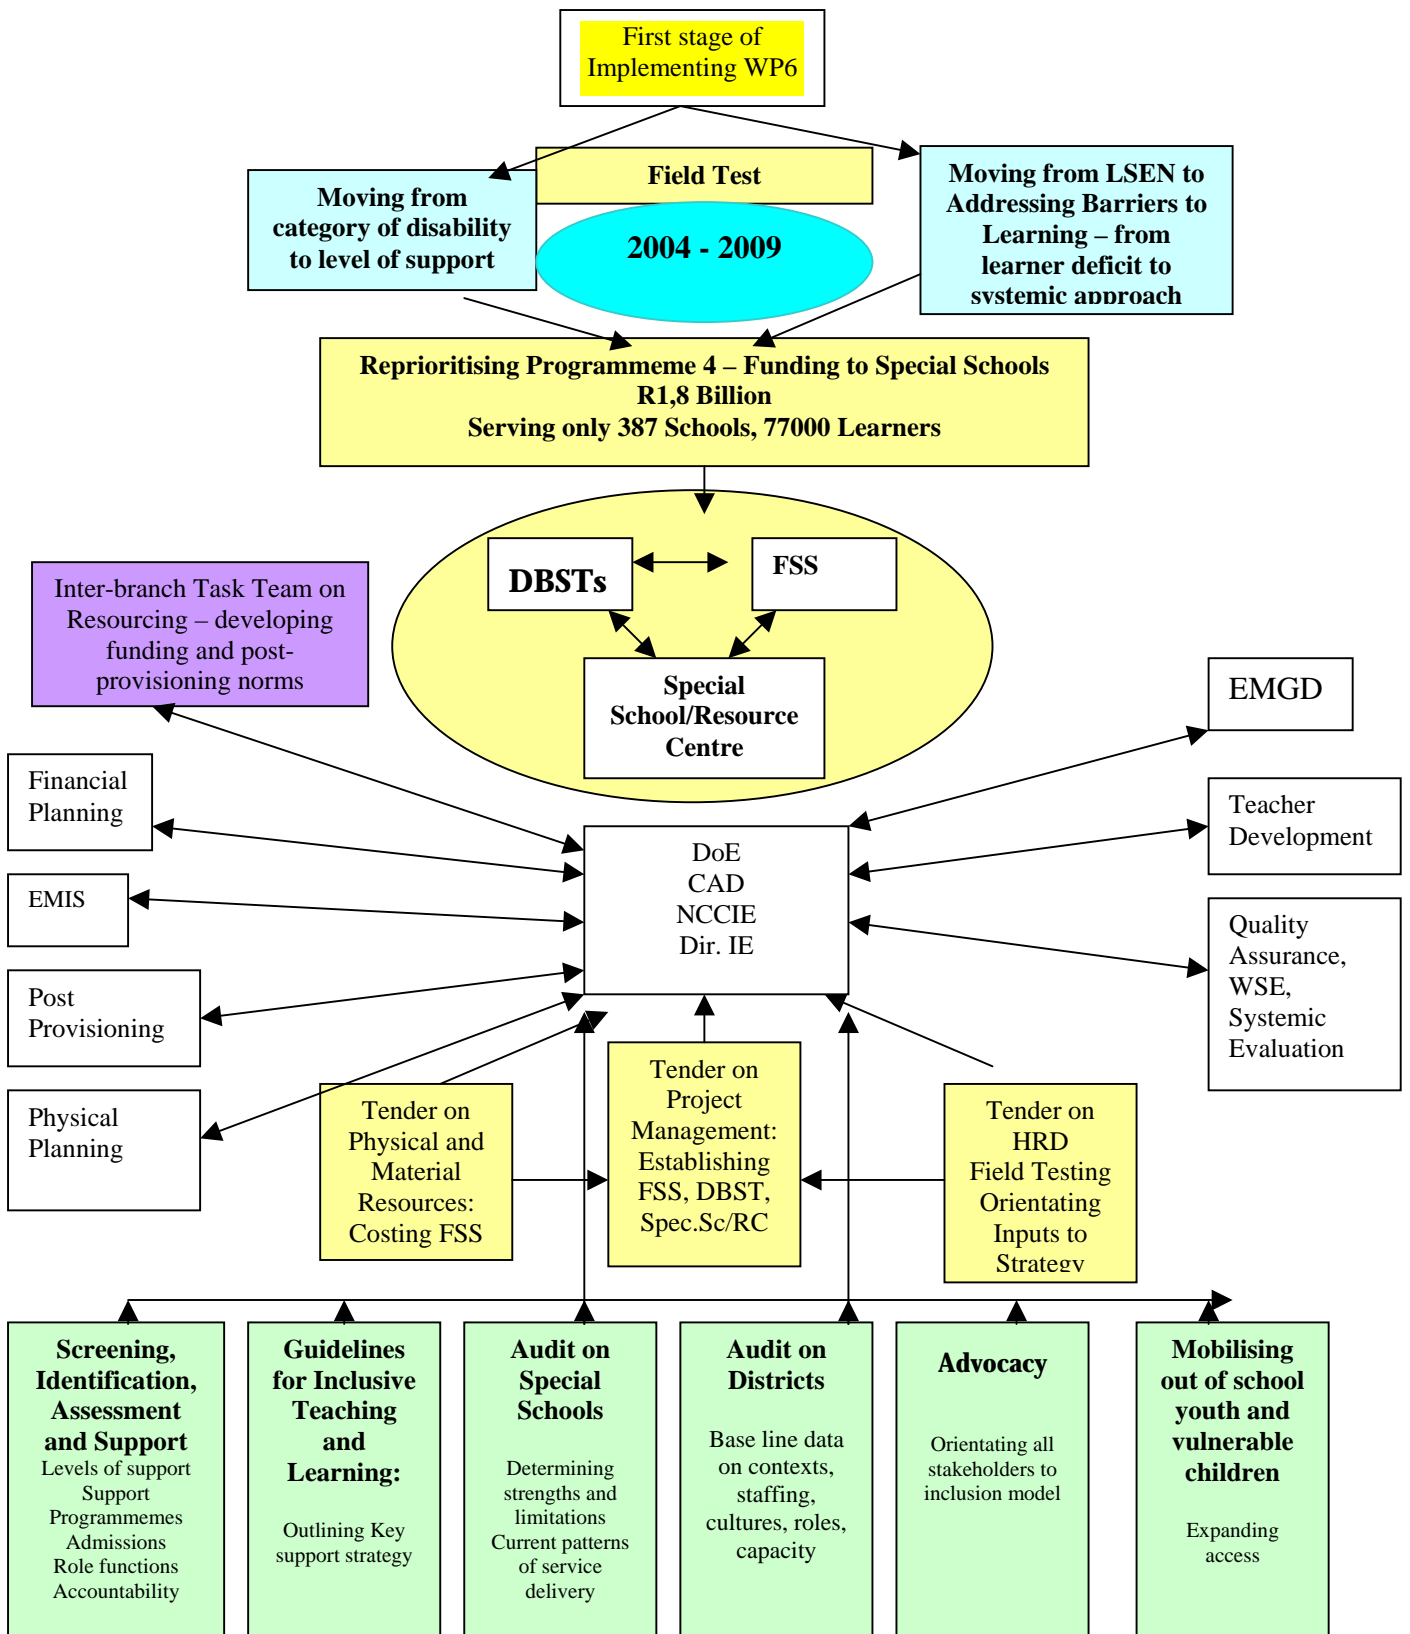 First stage of
Implementing WP6
Field Test
2004 - 2009
Moving from
category of disability
to level of support
Moving from LSEN to
Addressing Barriers to
Learning – from
learner deficit to
systemic approach
Reprioritising Programmeme 4 – Funding to Special Schools
R1,8 Billion
Serving only 387 Schools, 77000 Learners
DBSTs
FSS
Special
School/Resource
Centre
Inter-branch Task Team on
Resourcing – developing
funding and post-
provisioning norms
EMGD
Financial
Planning
Teacher
Development
DoE
CAD
NCCIE
Dir. IE
EMIS
Quality
Assurance,
WSE,
Systemic
Evaluation
Post
Provisioning
Physical
Planning
Tender on
Physical and
Material
Resources:
Costing FSS
Tender on
Project
Management:
Establishing
FSS, DBST,
Spec.Sc/RC
Tender on
HRD
Field Testing
Orientating
Inputs to
Strategy
Screening,
Identification,
Assessment
and Support
Levels of support
Support
Programmemes
Admissions
Role functions
Accountability
Guidelines
for Inclusive
Teaching
and
Learning:
Outlining Key
support strategy
Audit on
Special
Schools
Determining
strengths and
limitations
Current patterns
of service
delivery
Audit on
Districts
Base line data
on contexts,
staffing,
cultures, roles,
capacity
Advocacy
Orientating all
stakeholders to
inclusion model
Mobilising
out of school
youth and
vulnerable
children
Expanding
access